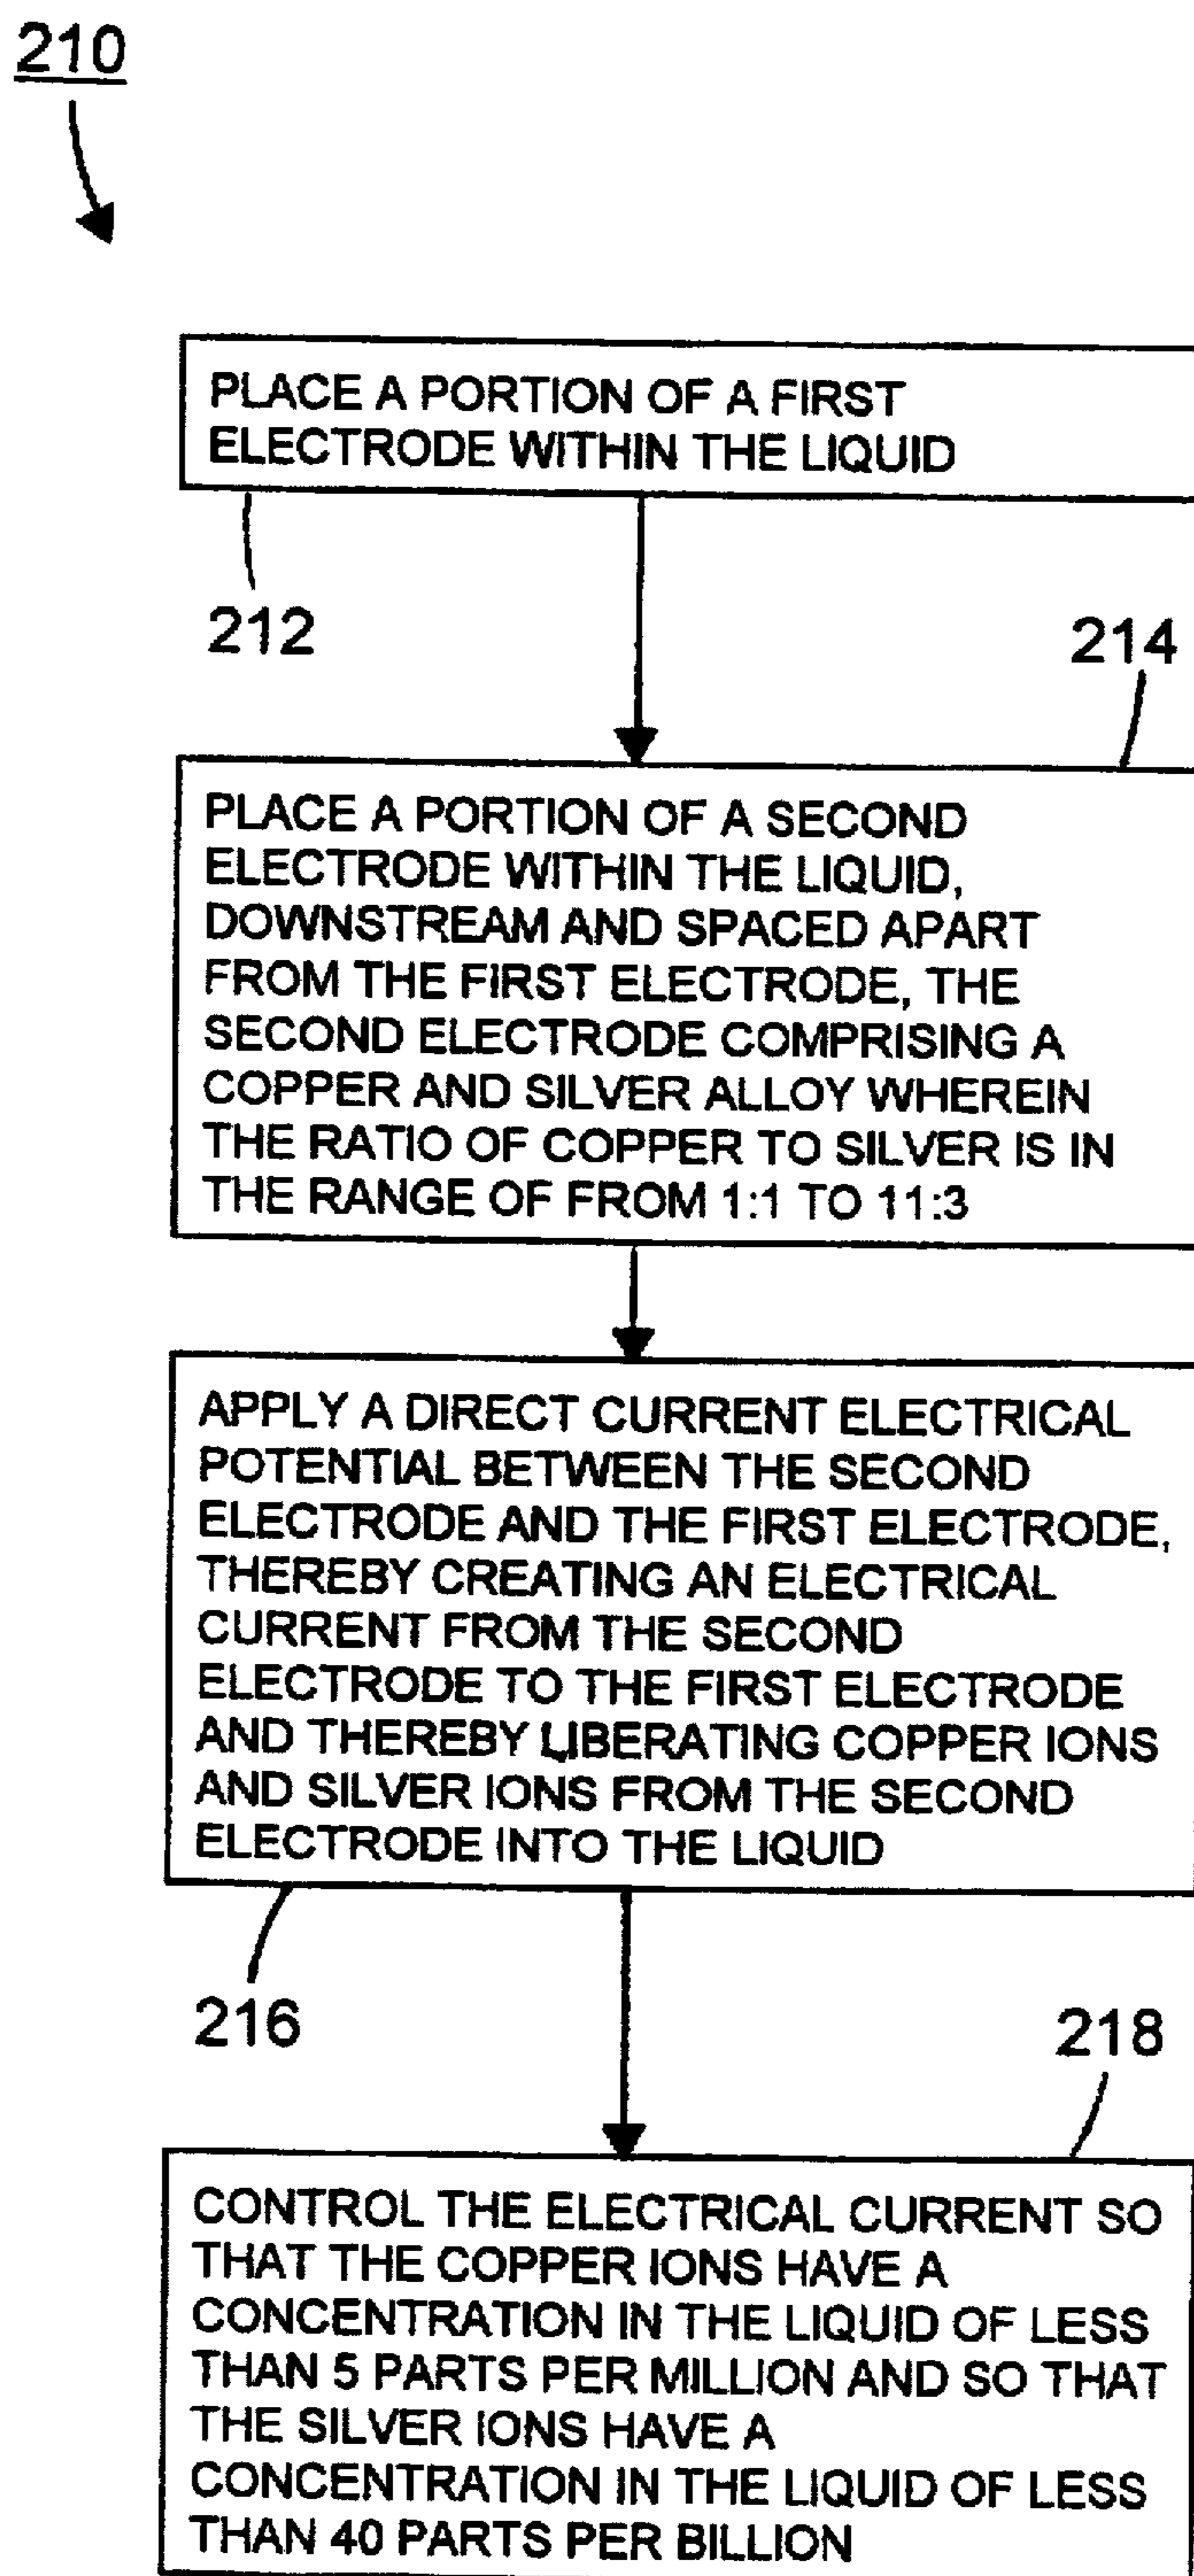 210
PLACE A PORTION OF A FIRST
ELECTRODE WITHIN THE LIQUID
212
214
PLACE A PORTION OF A SECOND
ELECTRODE WITHIN THE LIQUID,
DOWNSTREAM AND SPACED APART
FROM THE FIRST ELECTRODE, THE
SECOND ELECTRODE COMPRISING A
COPPER AND SILVER ALLOY WHEREIN
THE RATIO OF COPPER TO SILVER IS IN
THE RANGE OF FROM 1:1 TO 11:3
APPLY A DIRECT CURRENT ELECTRICAL
POTENTIAL BETWEEN THE SECOND
ELECTRODE AND THE FIRST ELECTRODE,
THEREBY CREATING AN ELECTRICAL
CURRENT FROM THE SECOND
ELECTRODE TO THE FIRST ELECTRODE
AND THEREBY LIBERATING COPPER IONS
AND SILVER IONS FROM THE SECOND
ELECTRODE INTO THE LIQUID
216
218
CONTROL THE ELECTRICAL CURRENT SO
THAT THE COPPER IONS HAVE A
CONCENTRATION IN THE LIQUID OF LESS
THAN 5 PARTS PER MILLION AND SO THAT
THE SILVER IONS HAVE A
CONCENTRATION IN THE LIQUID OF LESS
THAN 40 PARTS PER BILLION